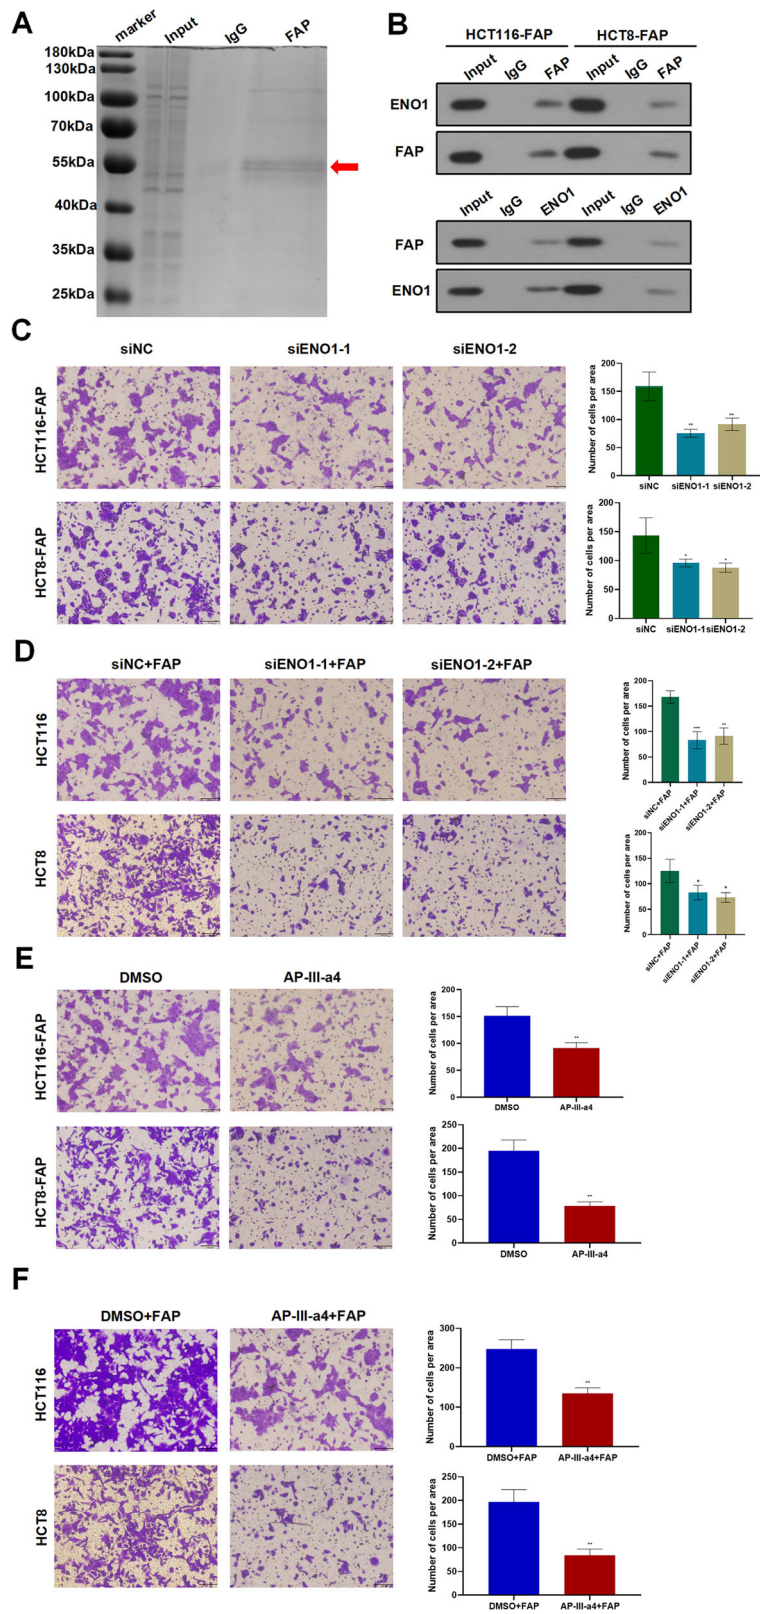 A
marker Input IgG FAP
180kDa
130kDa
100kDa
70kDa
55kDa
40kDa
35kDa
25kDa
B
HCT116-FAP HCT8-FAP
Input IgG FAP Input IgG FAP
ENO1
FAP
Input IgG ENO1 Input IgG ENO1
FAP
ENO1
C
siNC siENO1-1 siENO1-2
HCT116-FAP
HCT8-FAP
Number of cells per area
200
150
100
50
0
**
**
siNC siENO1-1 siENO1-2
Number of cells per area
200
150
100
50
0
*
*
siNC siENO1-1 siENO1-2
D
siNC+FAP siENO1-1+FAP siENO1-2+FAP
HCT116
HCT8
Number of cells per area
200
150
100
50
0
***
**
siNC+FAP siENO1-1+FAP siENO1-2+FAP
Number of cells per area
200
150
100
50
0
*
*
siNC+FAP siENO1-1+FAP siENO1-2+FAP
E
DMSO AP-III-a4
HCT116-FAP
HCT8-FAP
Number of cells per area
200
150
100
50
0
**
DMSO AP-III-a4
Number of cells per area
250
200
150
100
50
0
**
DMSO AP-III-a4
F
DMSO+FAP AP-III-a4+FAP
HCT116
HCT8
Number of cells per area
300
200
100
0
**
DMSO+FAP AP-III-a4+FAP
Number of cells per area
250
200
150
100
50
0
**
DMSO+FAP AP-III-a4+FAP